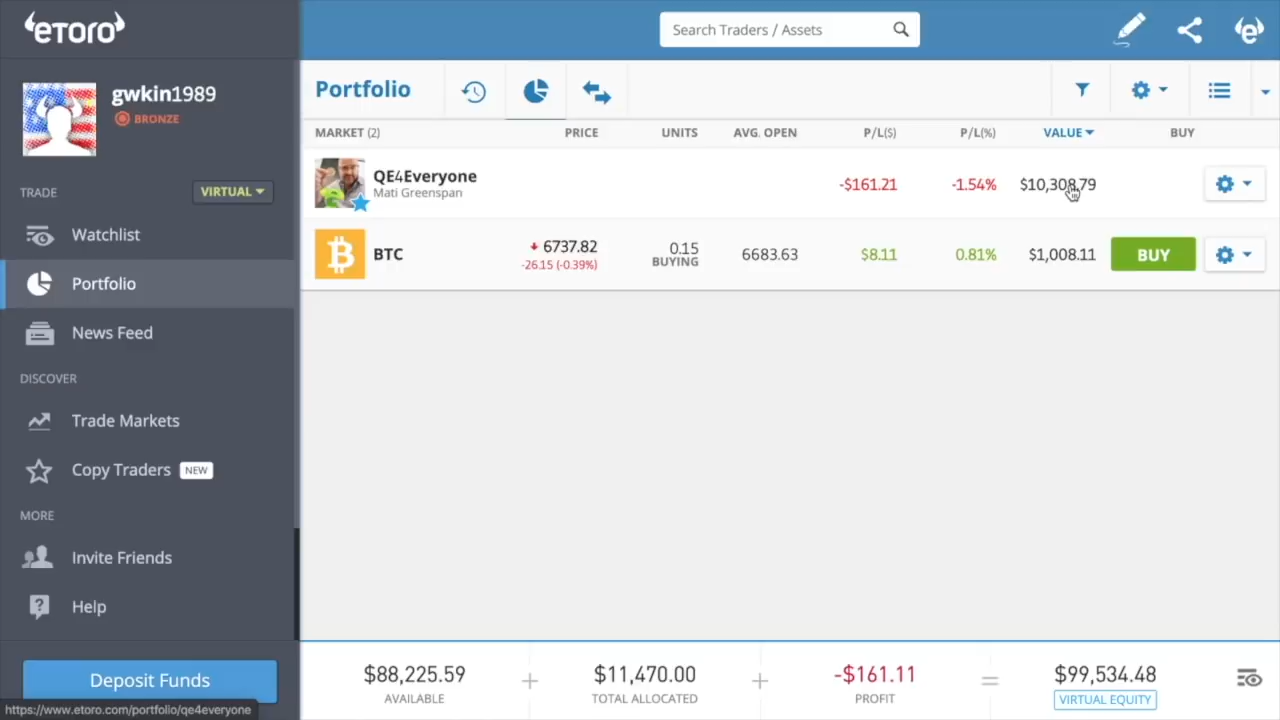 eToro
Search Traders / Assets
gwkin1989
BRONZE
TRADE
VIRTUAL
Watchlist
Portfolio
News Feed
DISCOVER
Trade Markets
Copy Traders NEW
MORE
Invite Friends
Help
Deposit Funds
https://www.etoro.com/portfolio/qe4everyone
Portfolio
MARKET (2) PRICE UNITS AVG. OPEN P/L($) P/L(%) VALUE BUY
QE4Everyone
Mati Greenspan
-$161.21 -1.54% $10,308.79
BTC
6737.82
-26.15 (-0.39%)
0.15
BUYING
6683.63 $8.11 0.81% $1,008.11 BUY
$88,225.59 + $11,470.00 + -$161.11 = $99,534.48
AVAILABLE TOTAL ALLOCATED PROFIT VIRTUAL EQUITY